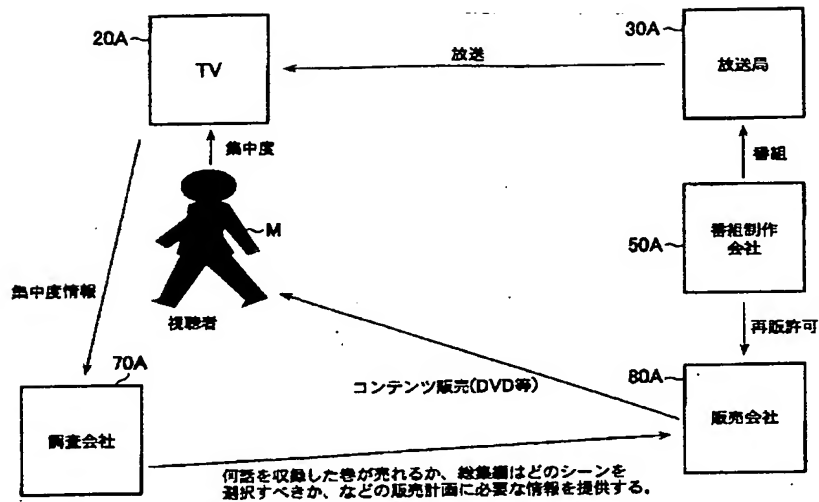 20A
TV
放送
30A
放送局
集中度
番組
M
50A
番組制作
会社
集中度情報
視聴者
再販許可
70A
調査会社
コンテンツ販売(DVD等)
80A
販売会社
何話を収録した巻が売れるか、総集編はどのシーンを
選択すべきか、などの販売計画に必要な情報を提供する。